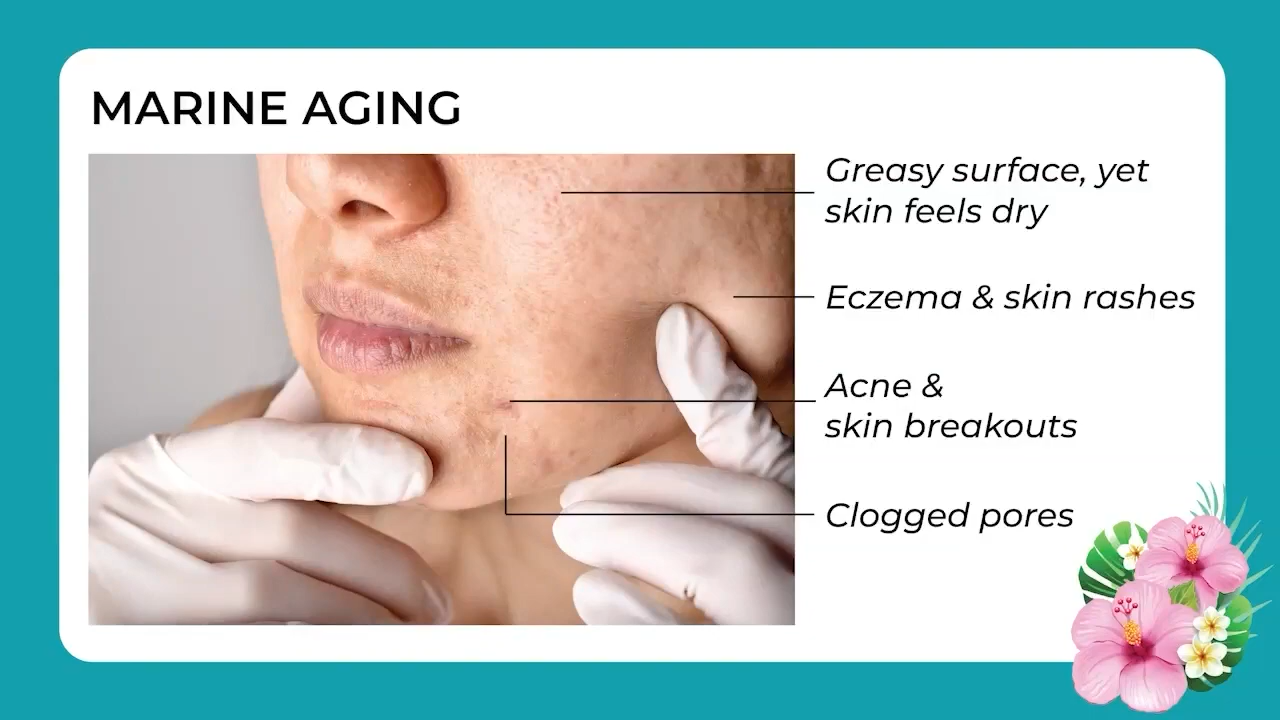 MARINE AGING
Greasy surface, yet
skin feels dry
Eczema & skin rashes
Acne &
skin breakouts
Clogged pores